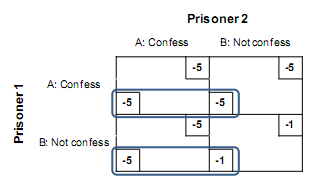 Prisoner 2
A: Confess B: Not confess
-5 -5
A: Confess
-5 -5
Prisoner 1
-5 -1
B: Not confess
-5 -1